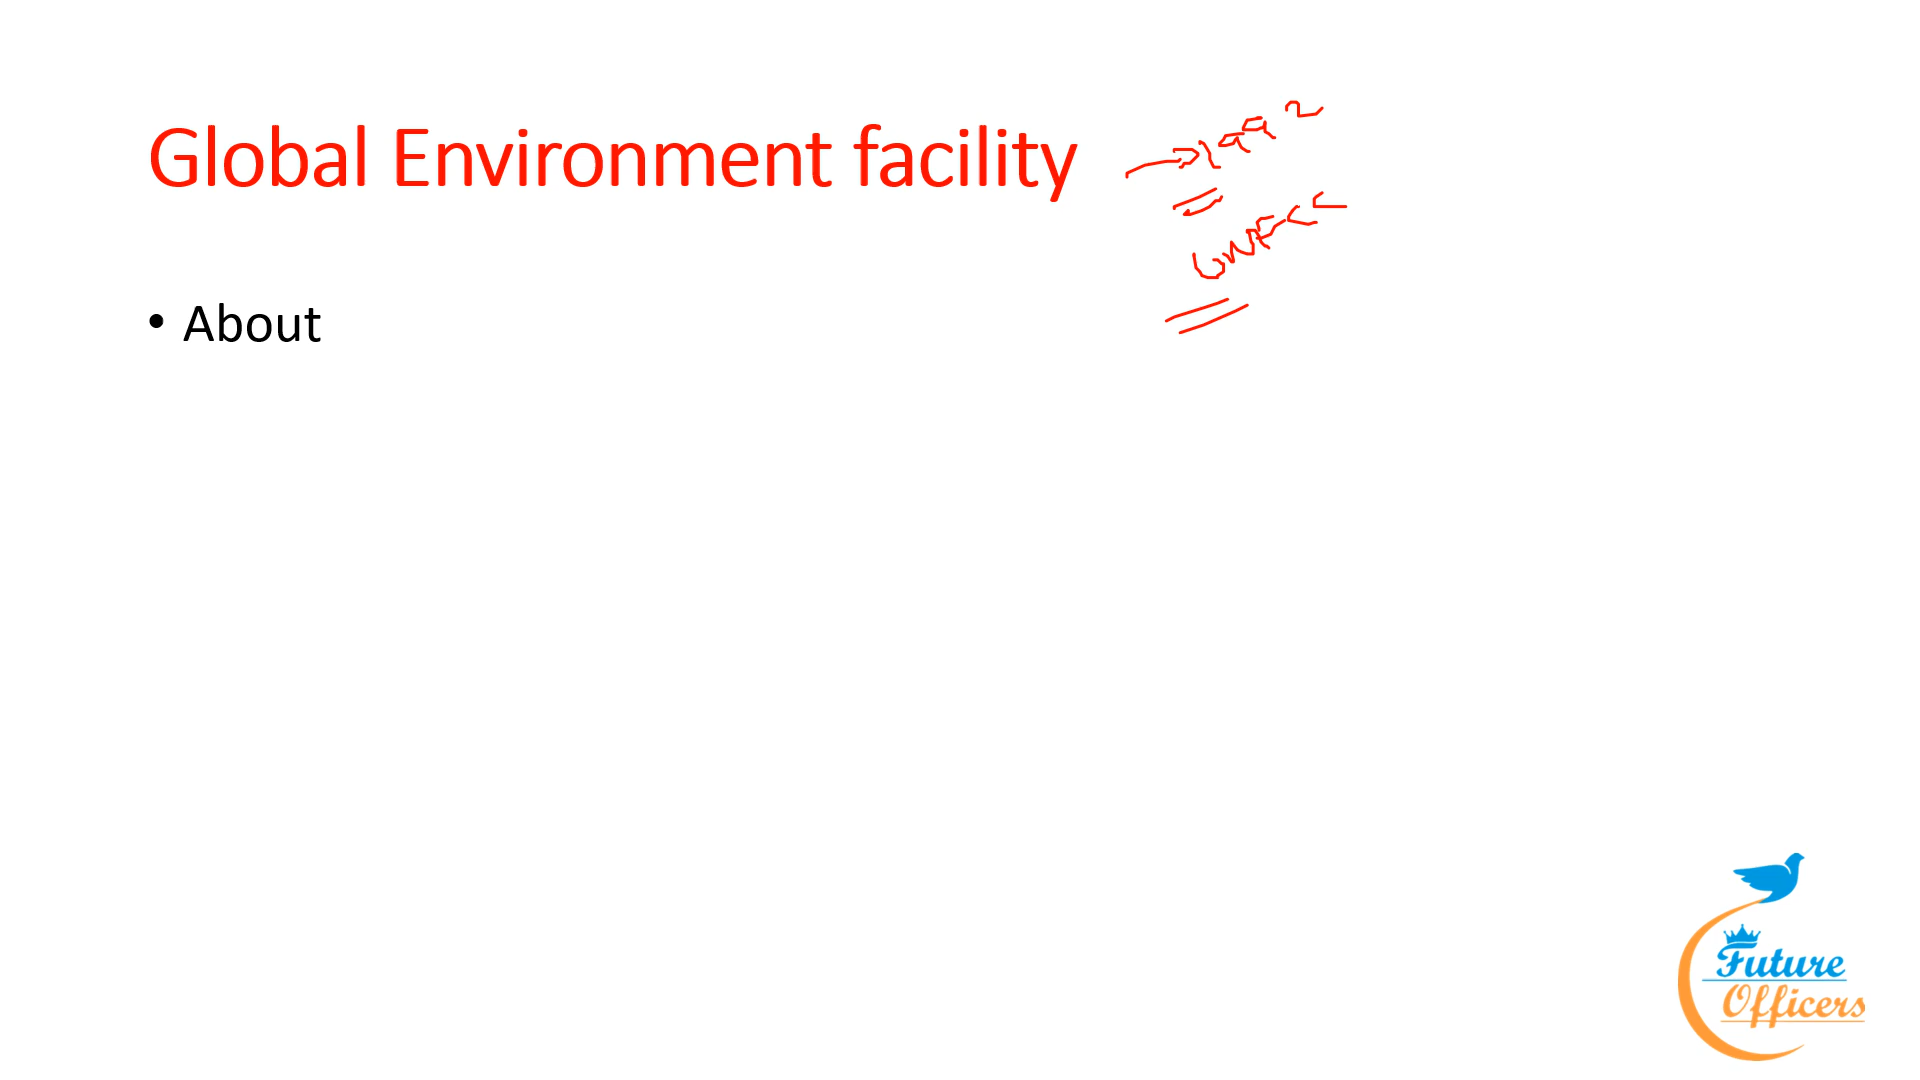 Global Environment facility
→ 1992
UNFCC
• About
Future
Officers